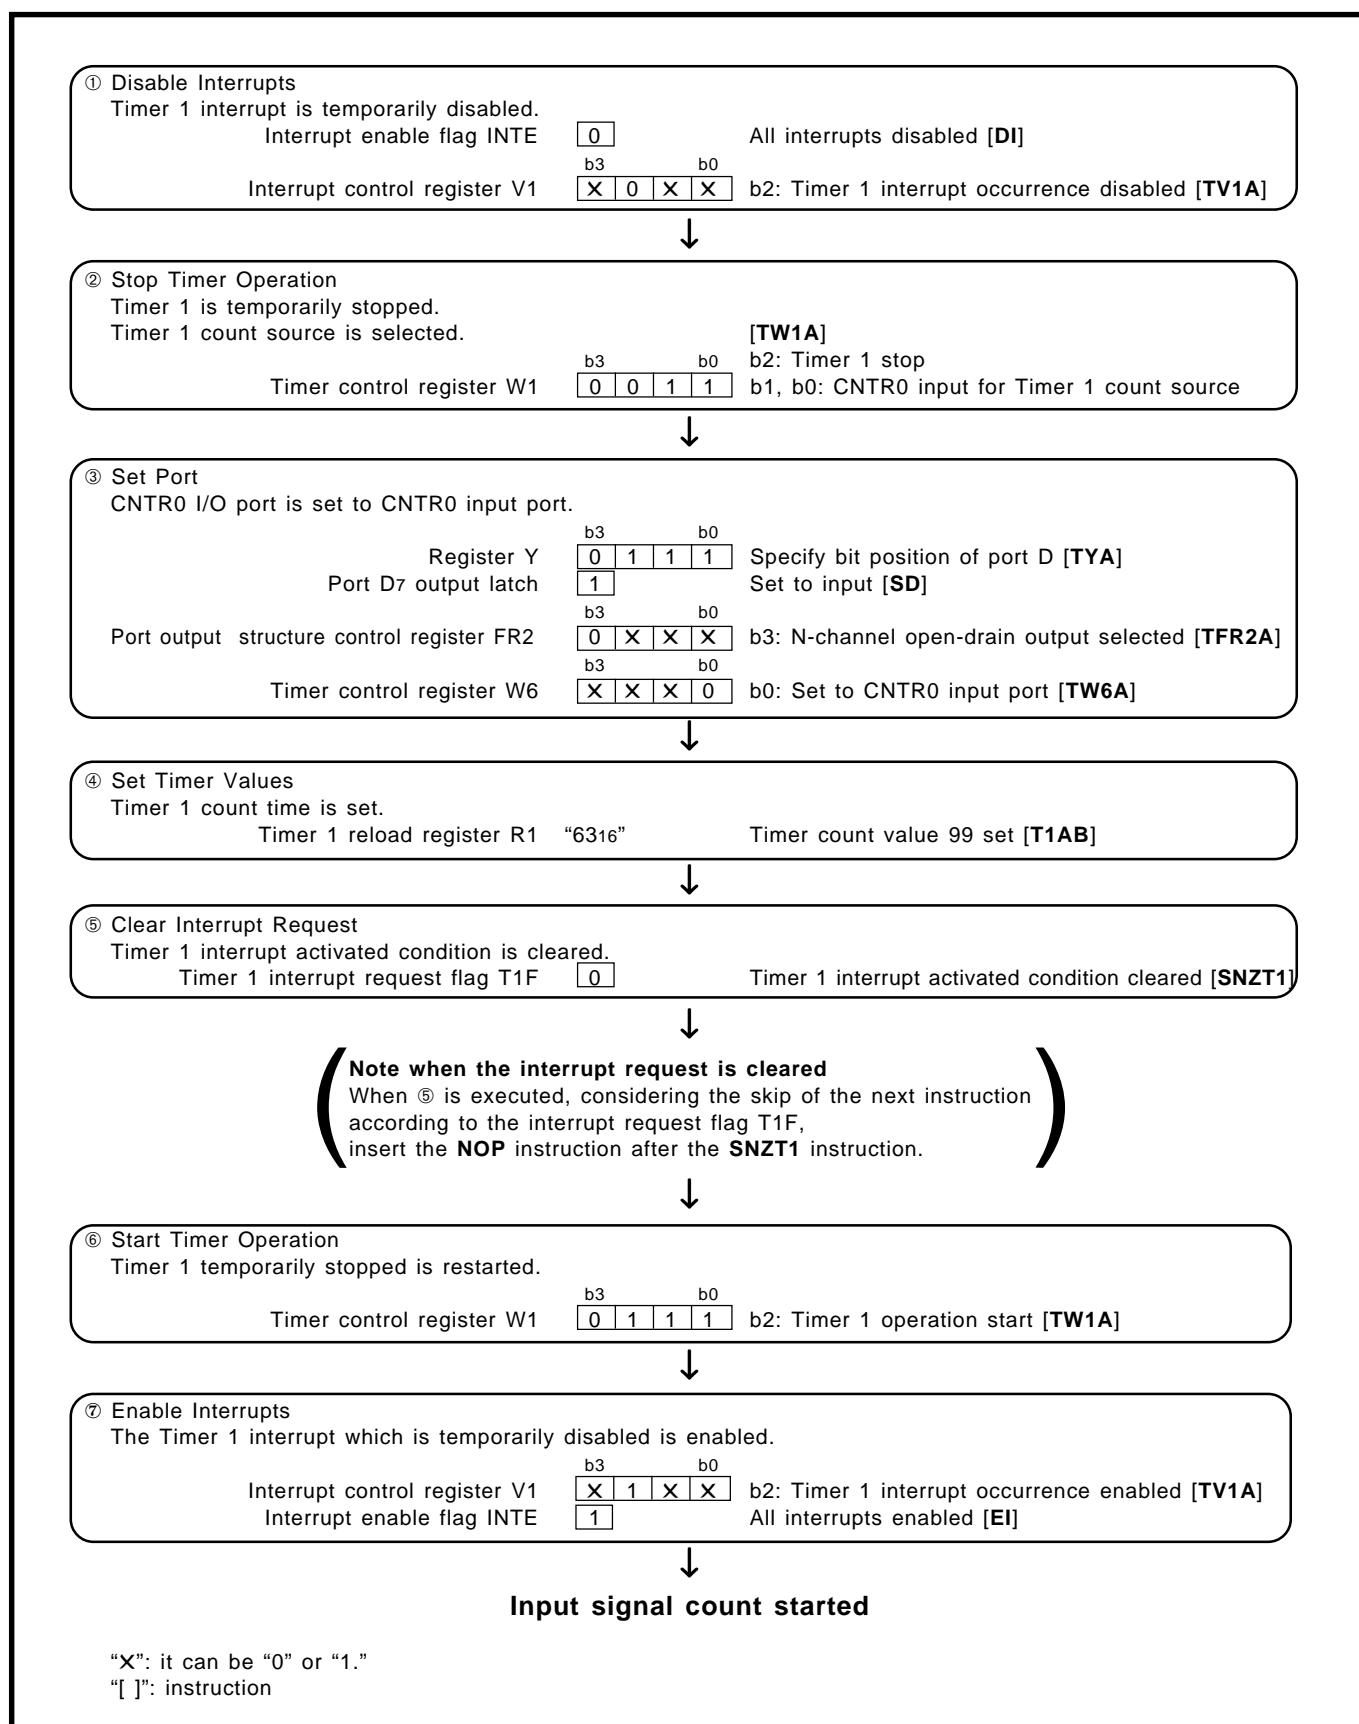 ① Disable Interrupts
Timer 1 interrupt is temporarily disabled.
Interrupt enable flag INTE 0 All interrupts disabled [DI]
b3 b0
Interrupt control register V1 X 0 X X b2: Timer 1 interrupt occurrence disabled [TV1A]
↓
② Stop Timer Operation
Timer 1 is temporarily stopped.
Timer 1 count source is selected. [TW1A]
b3 b0 b2: Timer 1 stop
Timer control register W1 0 0 1 1 b1, b0: CNTR0 input for Timer 1 count source
↓
③ Set Port
CNTR0 I/O port is set to CNTR0 input port.
b3 b0
Register Y 0 1 1 1 Specify bit position of port D [TYA]
Port D7 output latch 1 Set to input [SD]
b3 b0
Port output structure control register FR2 0 X X X b3: N-channel open-drain output selected [TFR2A]
b3 b0
Timer control register W6 X X X 0 b0: Set to CNTR0 input port [TW6A]
↓
④ Set Timer Values
Timer 1 count time is set.
Timer 1 reload register R1 “6316” Timer count value 99 set [T1AB]
↓
⑤ Clear Interrupt Request
Timer 1 interrupt activated condition is cleared.
Timer 1 interrupt request flag T1F 0 Timer 1 interrupt activated condition cleared [SNZT1]
↓
(Note when the interrupt request is cleared
When ⑤ is executed, considering the skip of the next instruction
according to the interrupt request flag T1F,
insert the NOP instruction after the SNZT1 instruction.)
↓
⑥ Start Timer Operation
Timer 1 temporarily stopped is restarted.
b3 b0
Timer control register W1 0 1 1 1 b2: Timer 1 operation start [TW1A]
↓
⑦ Enable Interrupts
The Timer 1 interrupt which is temporarily disabled is enabled.
b3 b0
Interrupt control register V1 X 1 X X b2: Timer 1 interrupt occurrence enabled [TV1A]
Interrupt enable flag INTE 1 All interrupts enabled [EI]
↓
Input signal count started
“X”: it can be “0” or “1.”
“[ ]”: instruction